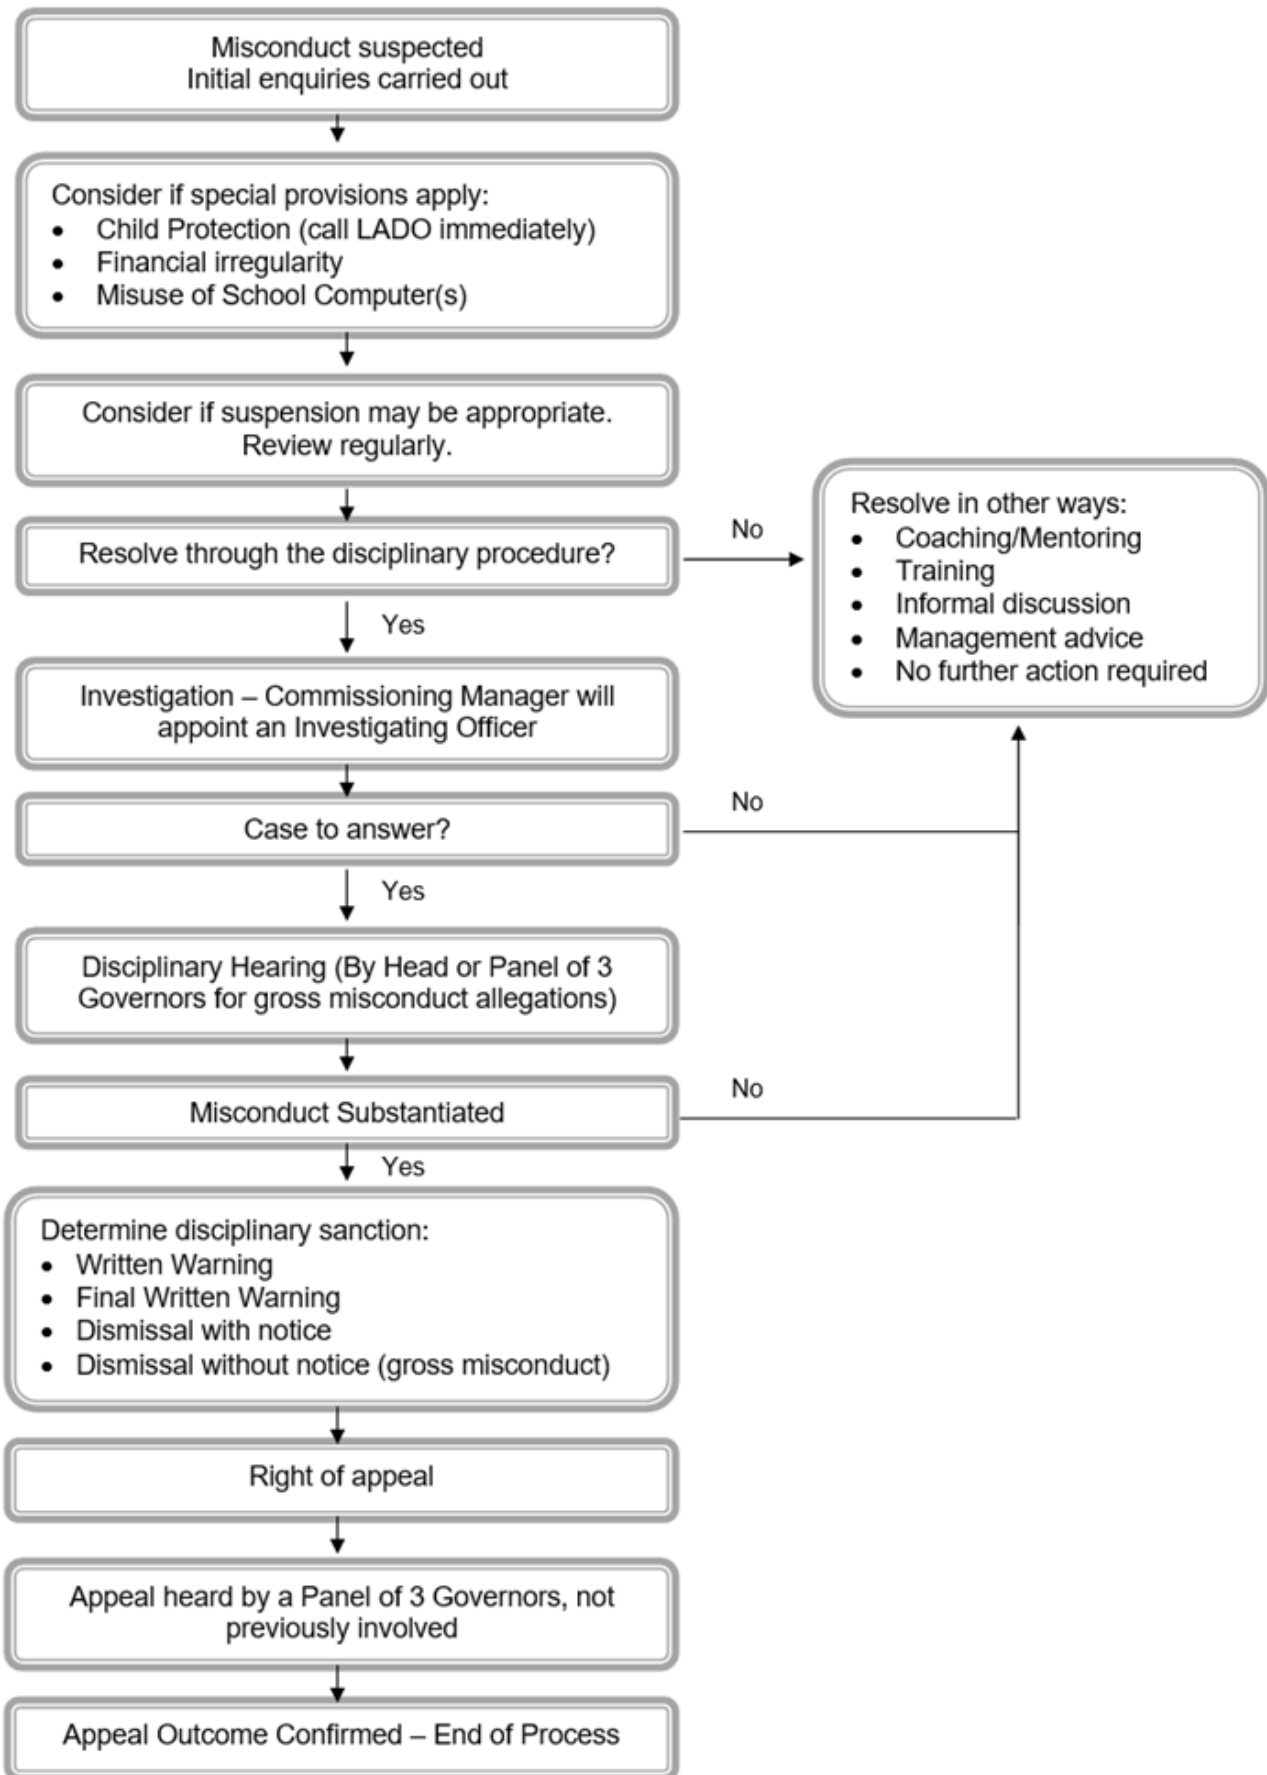 Misconduct suspected
Initial enquiries carried out
Consider if special provisions apply:
• Child Protection (call LADO immediately)
• Financial irregularity
• Misuse of School Computer(s)
Consider if suspension may be appropriate.
Review regularly.
Resolve through the disciplinary procedure?
No
Resolve in other ways:
• Coaching/Mentoring
• Training
• Informal discussion
• Management advice
• No further action required
Yes
Investigation – Commissioning Manager will
appoint an Investigating Officer
Case to answer?
No
Yes
Disciplinary Hearing (By Head or Panel of 3
Governors for gross misconduct allegations)
Misconduct Substantiated
No
Yes
Determine disciplinary sanction:
• Written Warning
• Final Written Warning
• Dismissal with notice
• Dismissal without notice (gross misconduct)
Right of appeal
Appeal heard by a Panel of 3 Governors, not
previously involved
Appeal Outcome Confirmed – End of Process